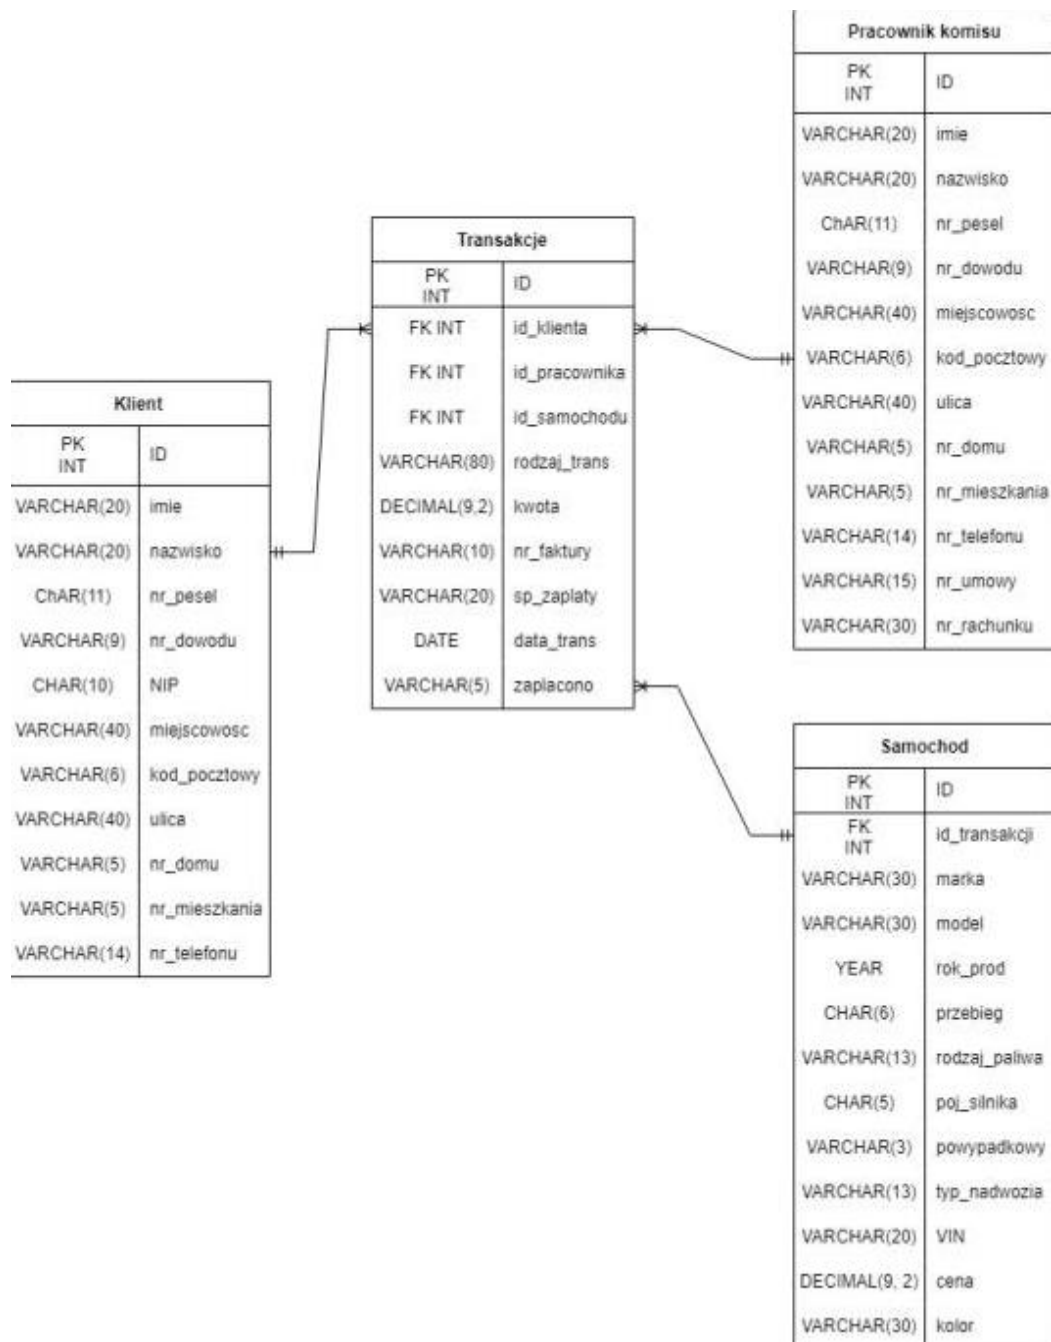 Pracownik komisu
PK INT ID
VARCHAR(20) imie
VARCHAR(20) nazwisko
ChAR(11) nr_pesel
VARCHAR(9) nr_dowodu
VARCHAR(40) miejscowosc
VARCHAR(6) kod_pocztowy
VARCHAR(40) ulica
VARCHAR(5) nr_domu
VARCHAR(5) nr_mieszkania
VARCHAR(14) nr_telefonu
VARCHAR(15) nr_umowy
VARCHAR(30) nr_rachunku
Transakcje
PK INT ID
FK INT id_klienta
FK INT id_pracownika
FK INT id_samochodu
VARCHAR(80) rodzaj_trans
DECIMAL(9,2) kwota
VARCHAR(10) nr_faktury
VARCHAR(20) sp_zaplaty
DATE data_trans
VARCHAR(5) zaplacono
Klient
PK INT ID
VARCHAR(20) imie
VARCHAR(20) nazwisko
ChAR(11) nr_pesel
VARCHAR(9) nr_dowodu
CHAR(10) NIP
VARCHAR(40) miejscowosc
VARCHAR(6) kod_pocztowy
VARCHAR(40) ulica
VARCHAR(5) nr_domu
VARCHAR(5) nr_mieszkania
VARCHAR(14) nr_telefonu
Samochod
PK INT ID
FK INT id_transakcji
VARCHAR(30) marka
VARCHAR(30) model
YEAR rok_prod
CHAR(6) przebieg
VARCHAR(13) rodzaj_paliwa
CHAR(5) poj_silnika
VARCHAR(3) powypadkowy
VARCHAR(13) typ_nadwozia
VARCHAR(20) VIN
DECIMAL(9, 2) cena
VARCHAR(30) kolor